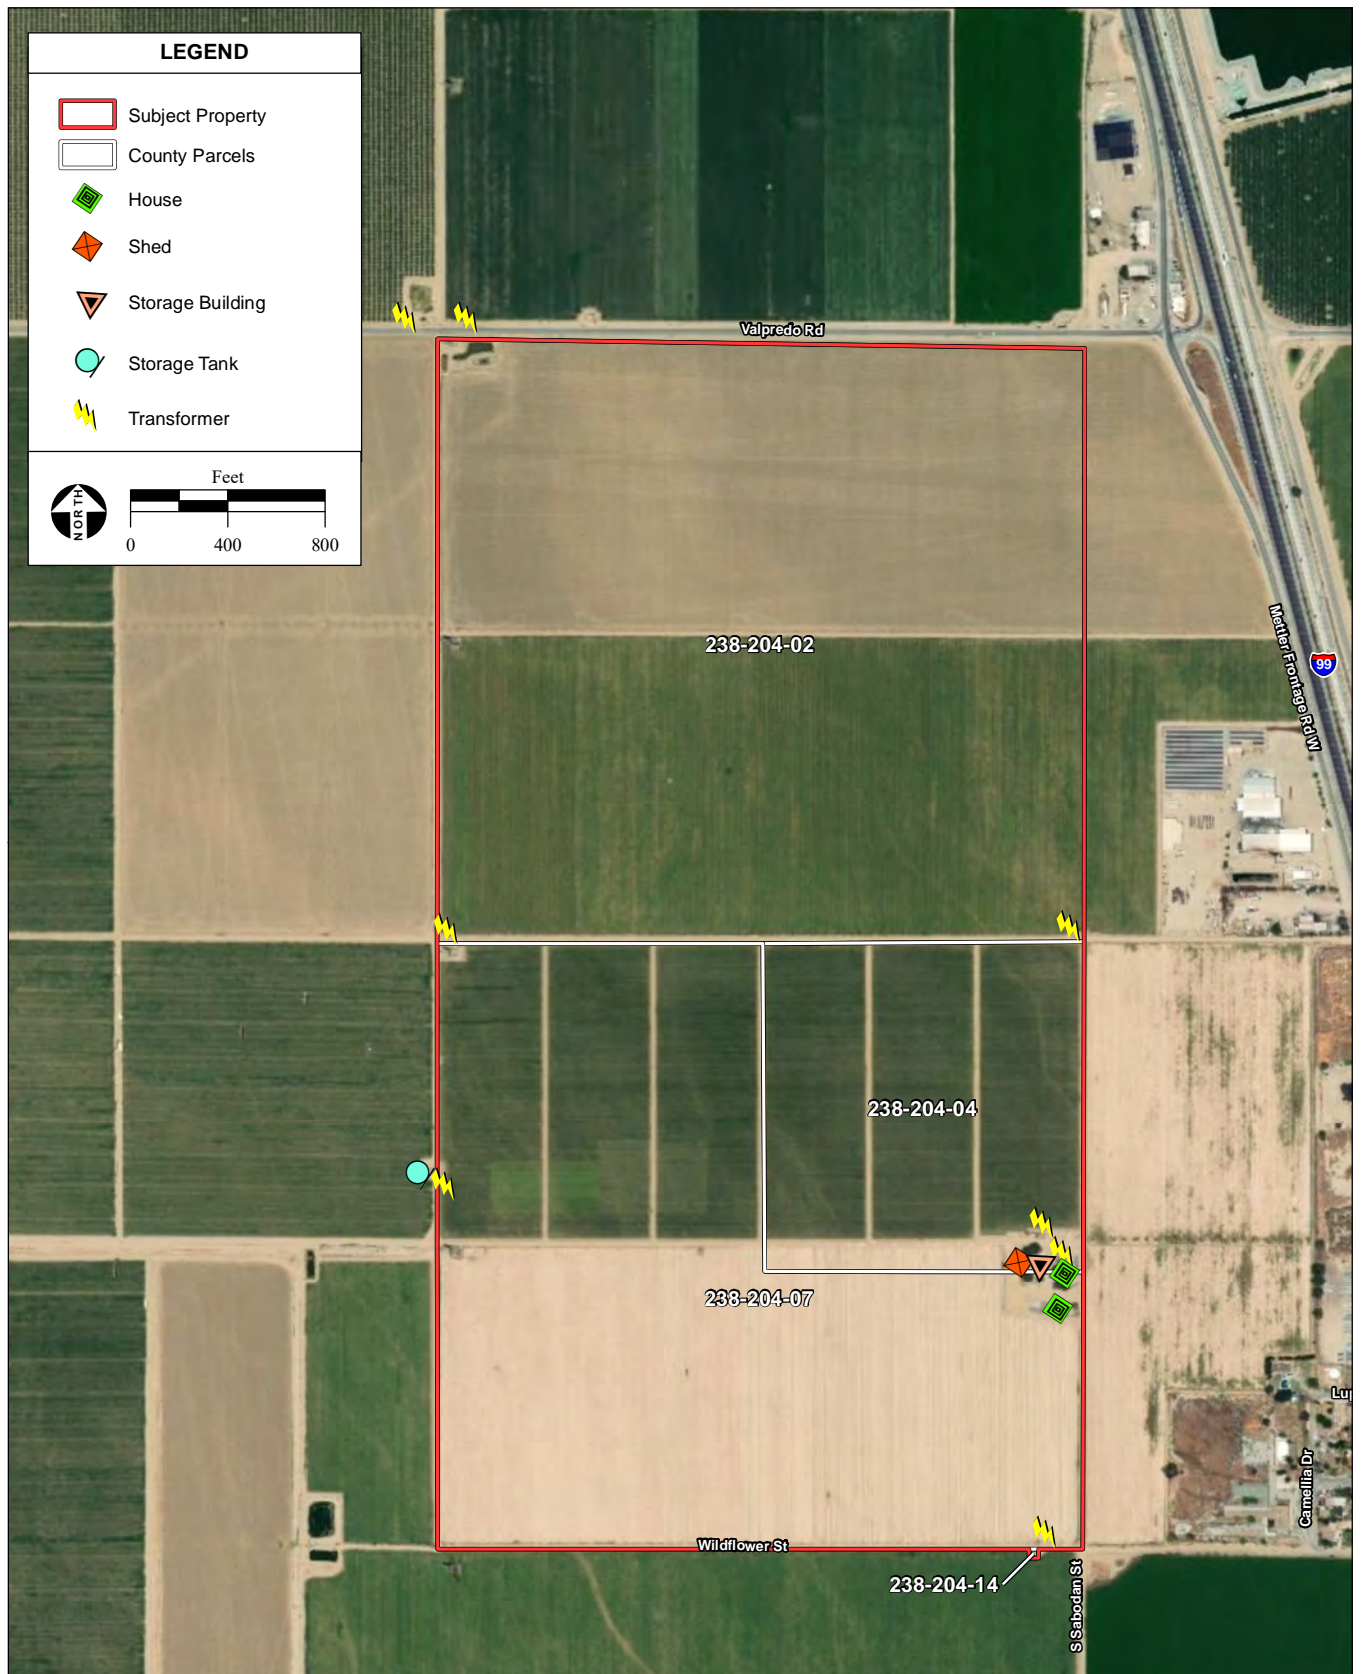 LEGEND
Subject Property
County Parcels
House
Shed
Storage Building
Storage Tank
Transformer
Feet
NORTH
0 400 800
Valpredo Rd
238-204-02
Mettler Frontage Rd W
99
238-204-04
238-204-07
Camellia Dr
Wildflower St
238-204-14
S Sabodan St